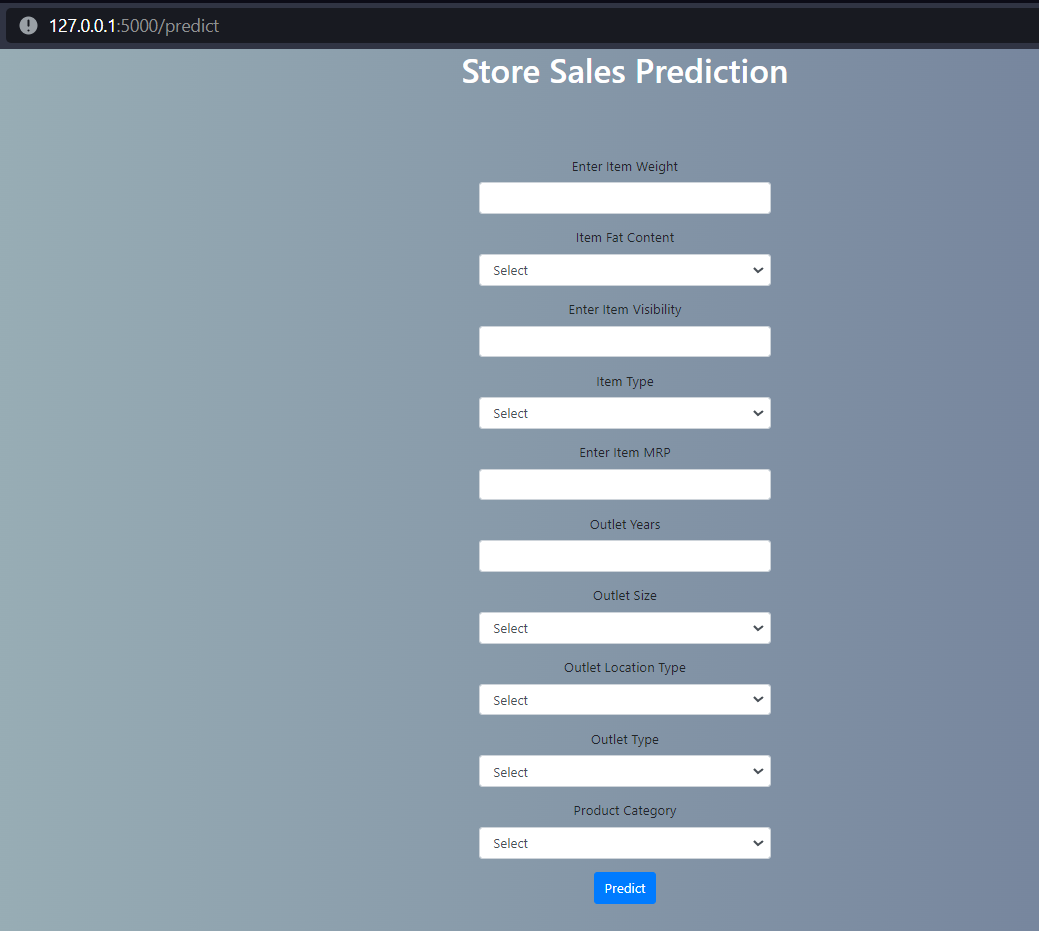 127.0.0.1:5000/predict
Store Sales Prediction
Enter Item Weight
Item Fat Content
Select
Enter Item Visibility
Item Type
Select
Enter Item MRP
Outlet Years
Outlet Size
Select
Outlet Location Type
Select
Outlet Type
Select
Product Category
Select
Predict